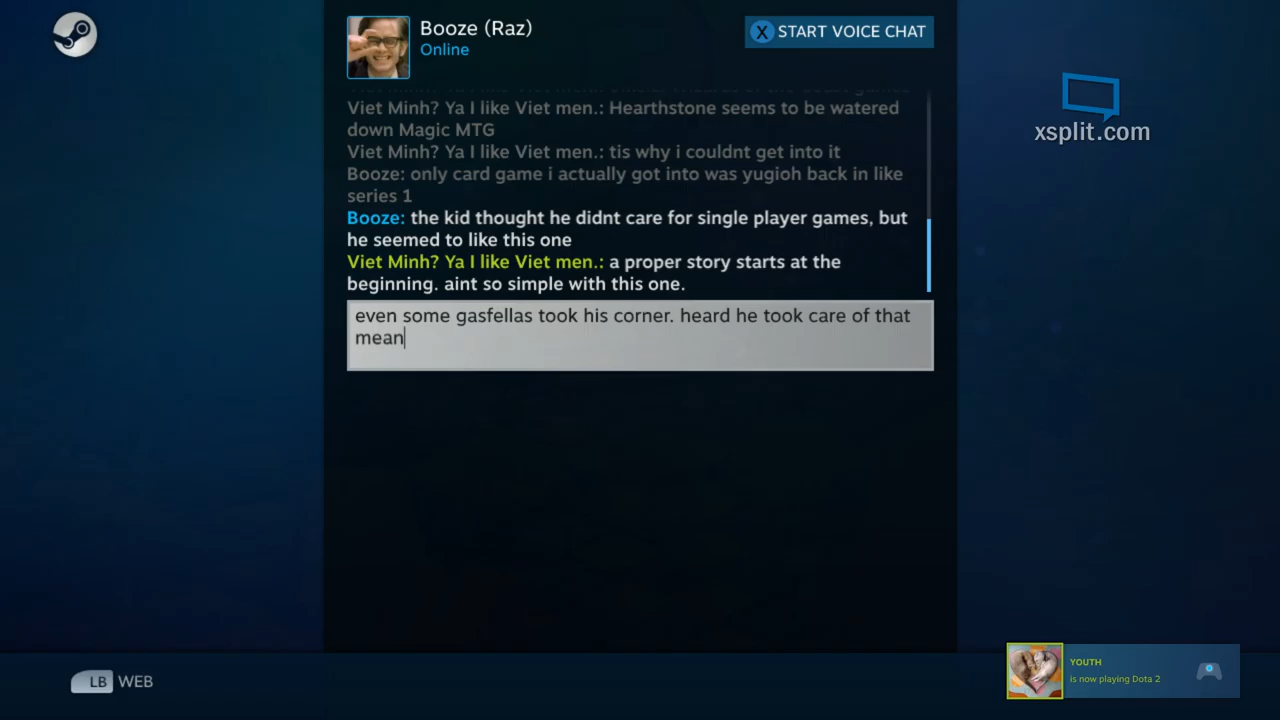 Booze (Raz)
Online
X START VOICE CHAT
Viet Minh? Ya I like Viet men.: Hearthstone seems to be watered
down Magic MTG
Viet Minh? Ya I like Viet men.: tis why i couldnt get into it
Booze: only card game i actually got into was yugioh back in like
series 1
Booze: the kid thought he didnt care for single player games, but
he seemed to like this one
Viet Minh? Ya I like Viet men.: a proper story starts at the
beginning. aint so simple with this one.
even some gasfellas took his corner. heard he took care of that
mean
xsplit.com
LB WEB
YOUTH
is now playing Dota 2